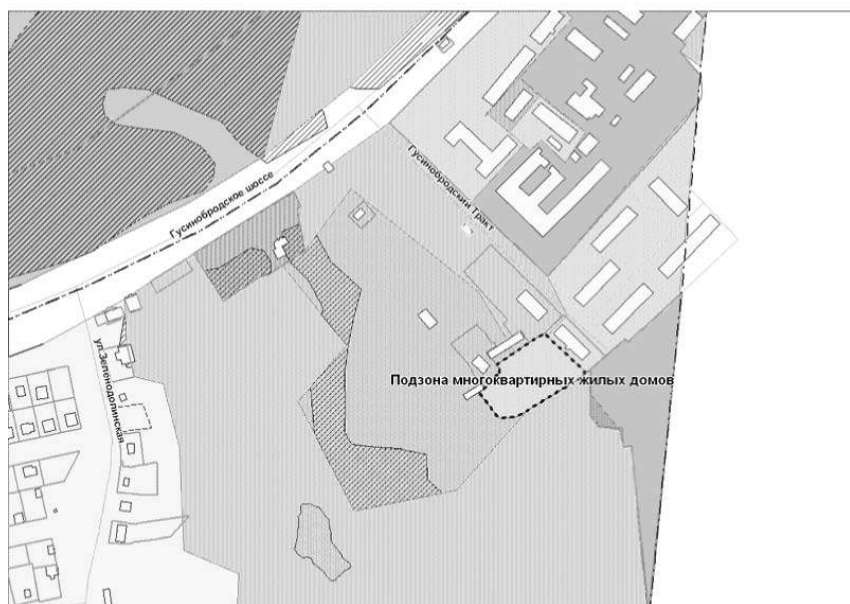 Гусинобродское шоссе
Гусинобродский Тракт
ул.Зеленодолинская
Подзона многоквартирных жилых домов